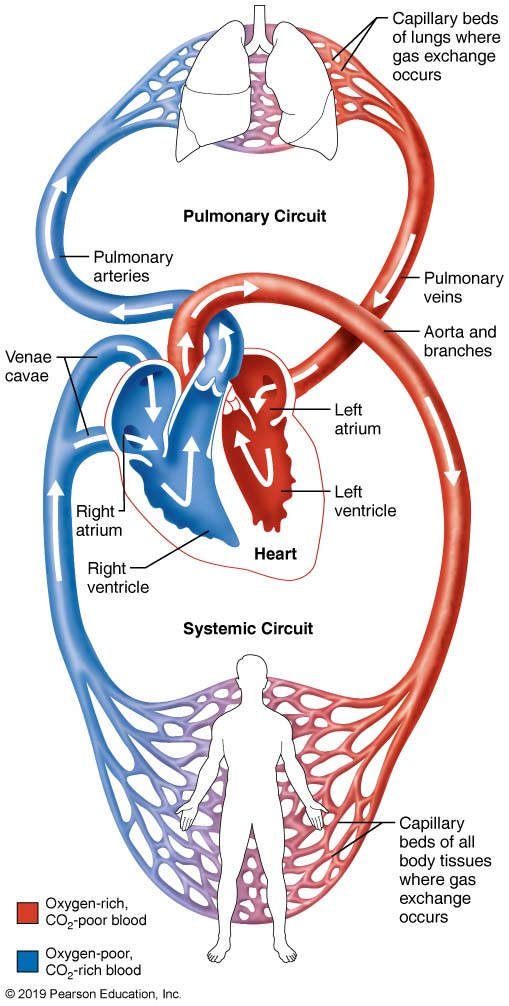 Capillary beds
of lungs where
gas exchange
occurs
Pulmonary Circuit
Pulmonary
arteries
Pulmonary
veins
Aorta and
branches
Venae
cavae
Left
atrium
Left
ventricle
Right
atrium
Heart
Right
ventricle
Systemic Circuit
Capillary
beds of all
body tissues
where gas
exchange
occurs
Oxygen-rich,
CO₂-poor blood
Oxygen-poor,
CO₂-rich blood
© 2019 Pearson Education, Inc.